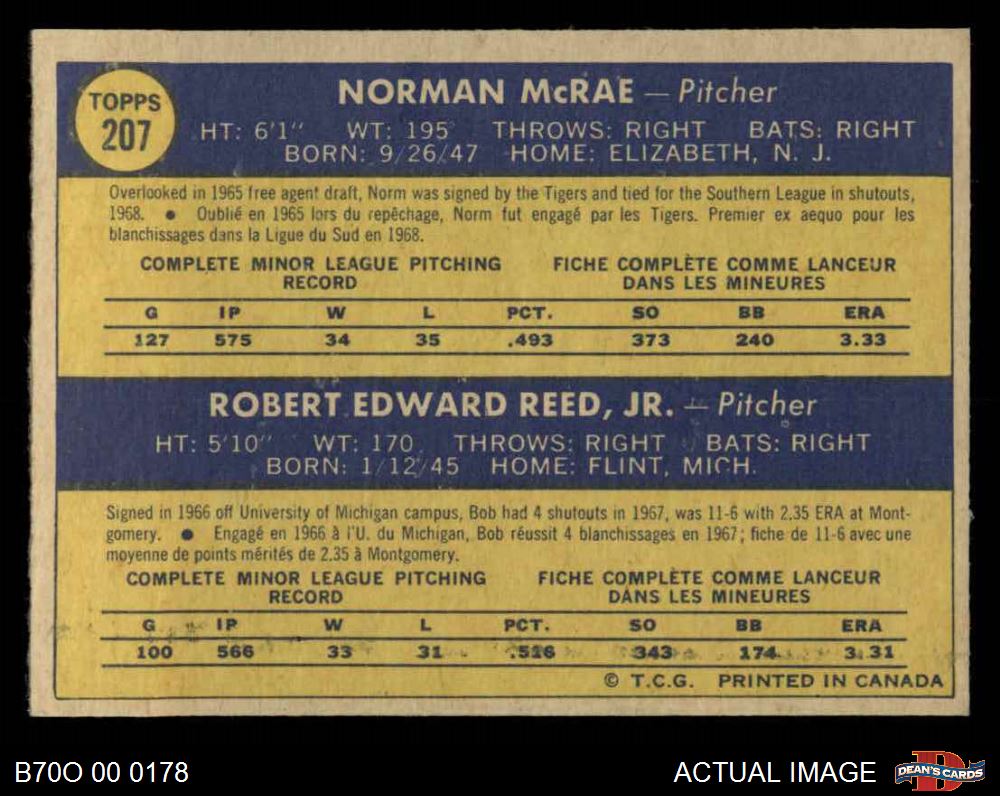 TOPPS
207
NORMAN McRAE — Pitcher
HT: 6'1" WT: 195 THROWS: RIGHT BATS: RIGHT
BORN: 9/26/47 HOME: ELIZABETH, N. J.
Overlooked in 1965 free agent draft, Norm was signed by the Tigers and tied for the Southern League in shutouts,
1968. ● Oublié en 1965 lors du repêchage, Norm fut engagé par les Tigers. Premier ex aequo pour les
blanchissages dans la Ligue du Sud en 1968.
COMPLETE MINOR LEAGUE PITCHING FICHE COMPLÈTE COMME LANCEUR
RECORD DANS LES MINEURES
G IP W L PCT. SO BB ERA
127 575 34 35 .493 373 240 3.33
ROBERT EDWARD REED, JR. — Pitcher
HT: 5'10" WT: 170 THROWS: RIGHT BATS: RIGHT
BORN: 1/12/45 HOME: FLINT, MICH.
Signed in 1966 off University of Michigan campus, Bob had 4 shutouts in 1967, was 11-6 with 2.35 ERA at Mont-
gomery. ● Engagé en 1966 à l'U. du Michigan, Bob réussit 4 blanchissages en 1967; fiche de 11-6 avec une
moyenne de points mérités de 2.35 à Montgomery.
COMPLETE MINOR LEAGUE PITCHING FICHE COMPLÈTE COMME LANCEUR
RECORD DANS LES MINEURES
G IP W L PCT. SO BB ERA
100 566 33 31 .516 343 174 3.31
© T.C.G. PRINTED IN CANADA
B70O 00 0178
ACTUAL IMAGE
D
DEAN'S CARDS